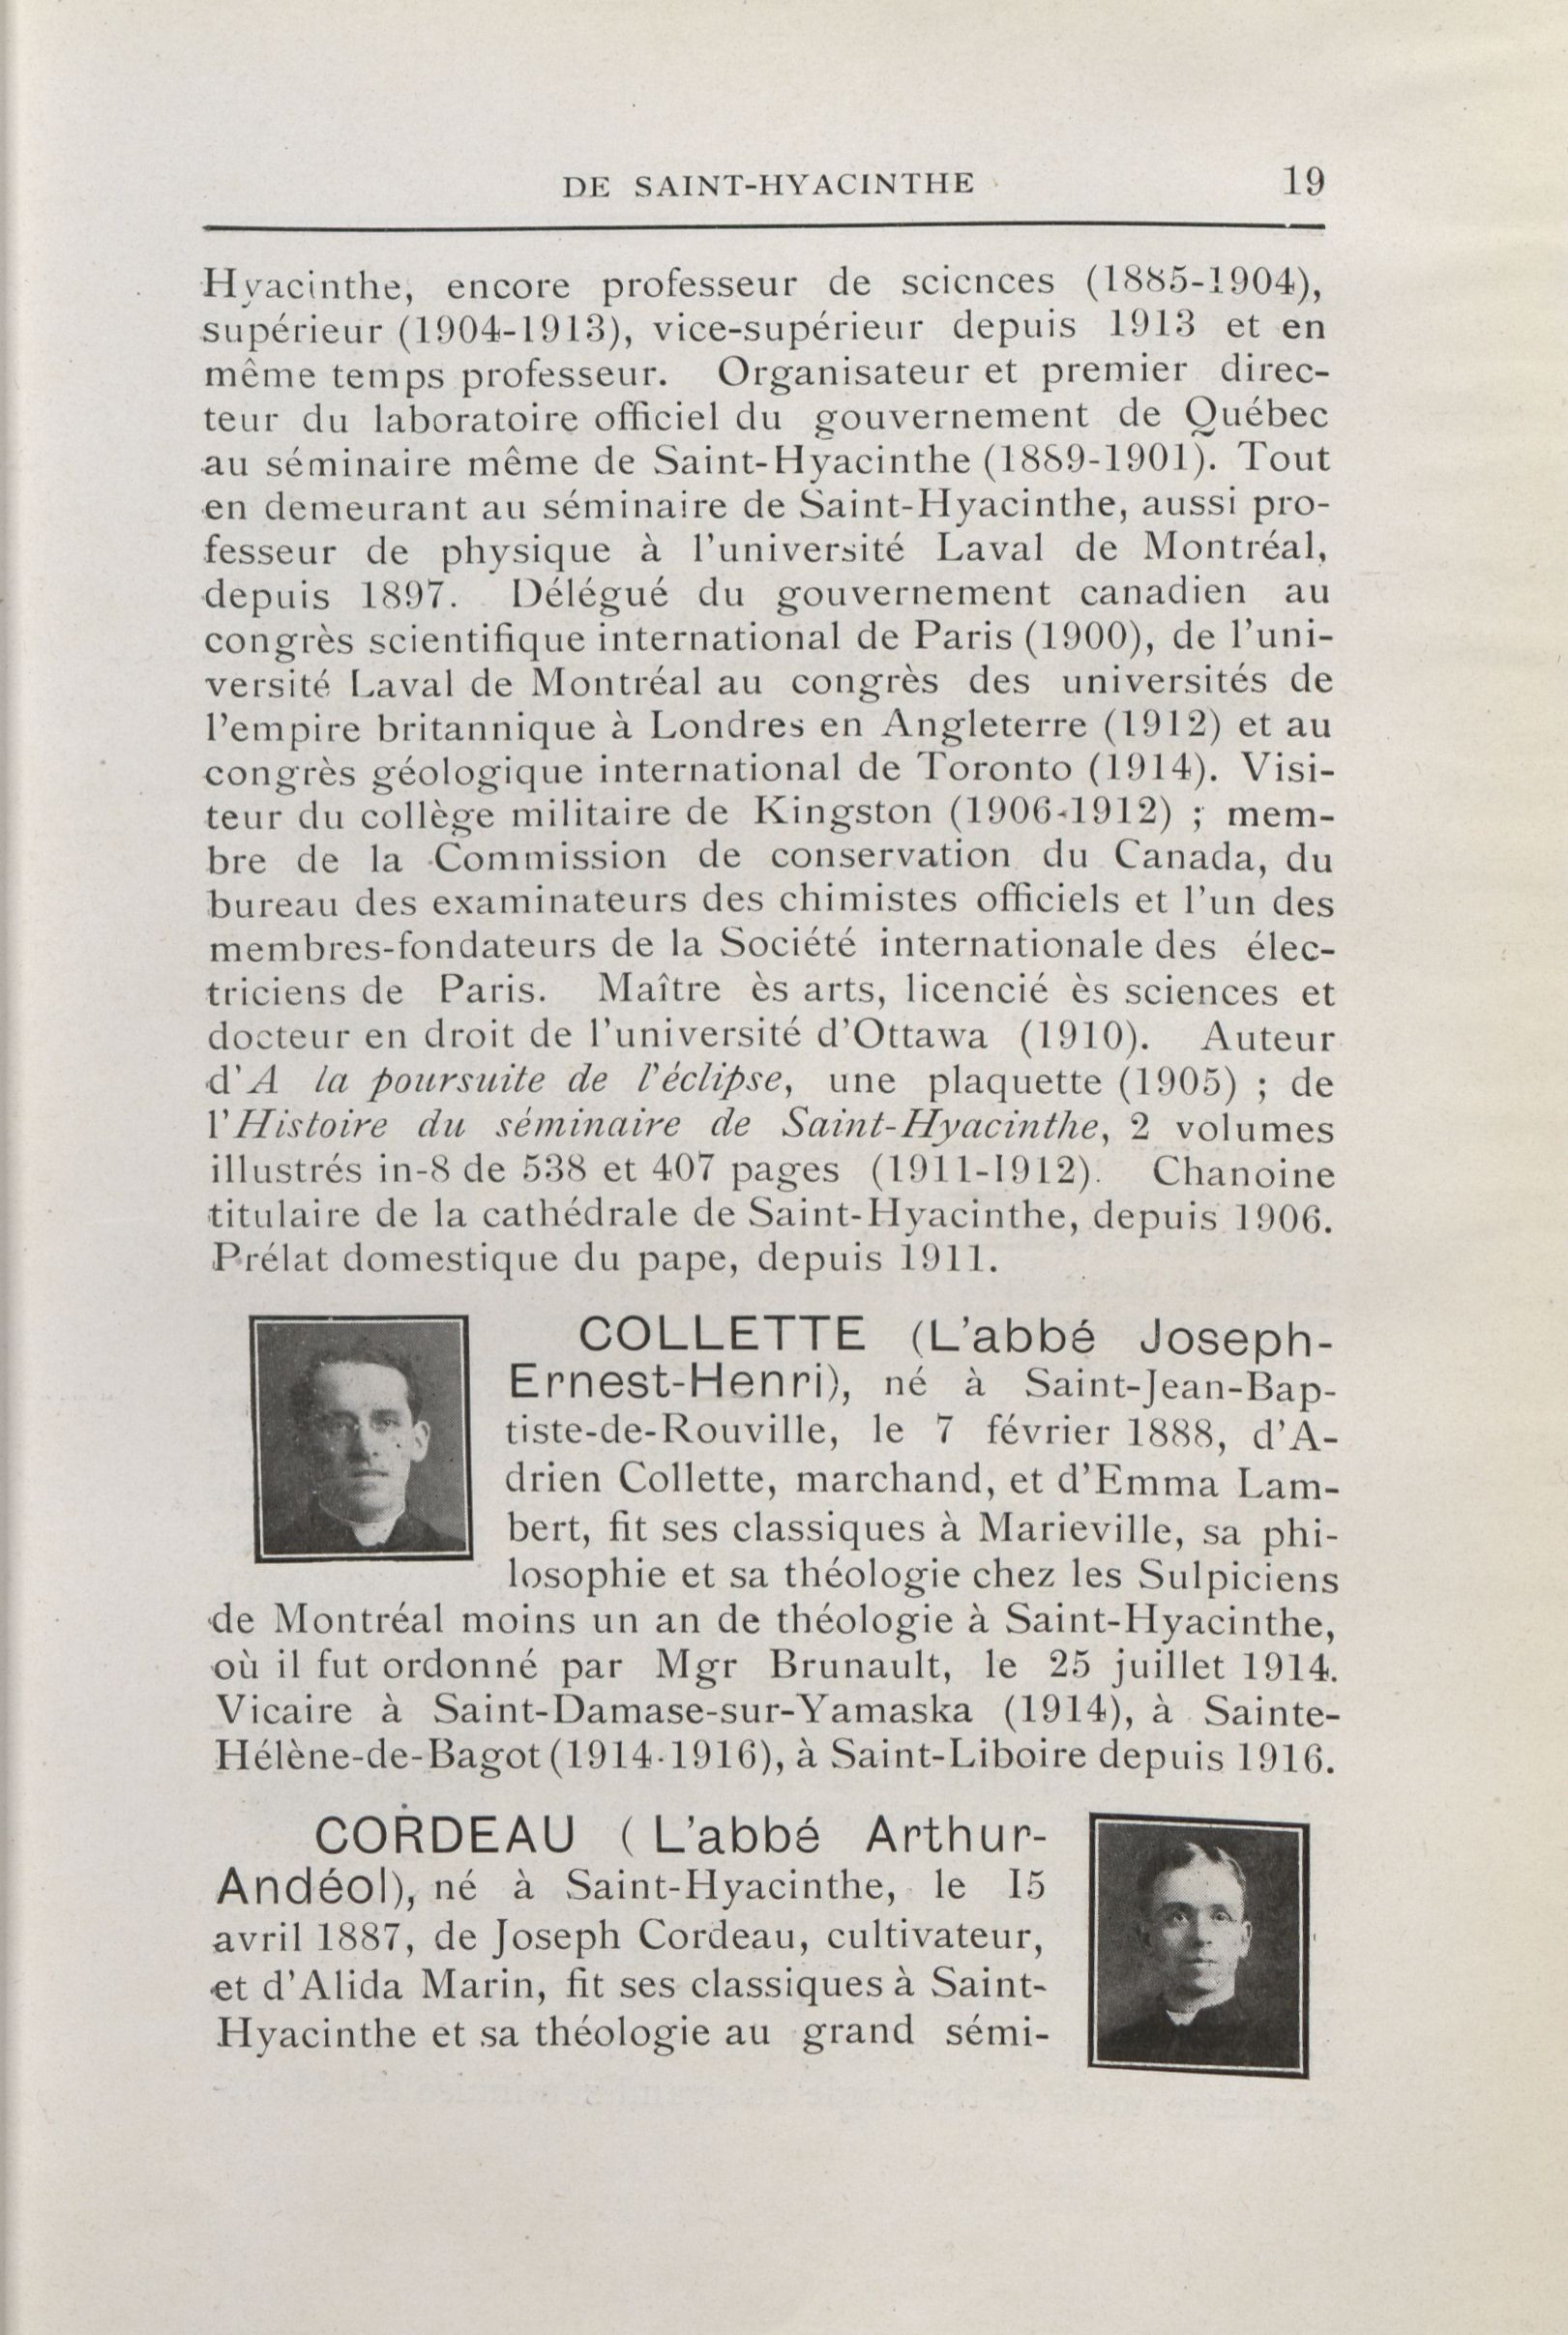 DE SAINT-HYACINTHE 19
Hyacinthe, encore professeur de sciences (1885-1904),
supérieur (1904-1913), vice-supérieur depuis 1913 et en
même temps professeur. Organisateur et premier direc-
teur du laboratoire officiel du gouvernement de Québec
au séminaire même de Saint-Hyacinthe (1889-1901). Tout
en demeurant au séminaire de Saint-Hyacinthe, aussi pro-
fesseur de physique à l'université Laval de Montréal,
depuis 1897. Délégué du gouvernement canadien au
congrès scientifique international de Paris (1900), de l'uni-
versité Laval de Montréal au congrès des universités de
l'empire britannique à Londres en Angleterre (1912) et au
congrès géologique international de Toronto (1914). Visi-
teur du collège militaire de Kingston (1906-1912) ; mem-
bre de la Commission de conservation du Canada, du
bureau des examinateurs des chimistes officiels et l'un des
membres-fondateurs de la Société internationale des élec-
triciens de Paris. Maître ès arts, licencié ès sciences et
docteur en droit de l'université d'Ottawa (1910). Auteur
d'A la poursuite de l'éclipse, une plaquette (1905) ; de
l'Histoire du séminaire de Saint-Hyacinthe, 2 volumes
illustrés in-8 de 538 et 407 pages (1911-1912). Chanoine
titulaire de la cathédrale de Saint-Hyacinthe, depuis 1906.
Prélat domestique du pape, depuis 1911.
COLLETTE (L'abbé Joseph-
Ernest-Henri), né à Saint-Jean-Bap-
tiste-de-Rouville, le 7 février 1888, d'A-
drien Collette, marchand, et d'Emma Lam-
bert, fit ses classiques à Marieville, sa phi-
losophie et sa théologie chez les Sulpiciens
de Montréal moins un an de théologie à Saint-Hyacinthe,
où il fut ordonné par Mgr Brunault, le 25 juillet 1914.
Vicaire à Saint-Damase-sur-Yamaska (1914), à Sainte-
Hélène-de-Bagot (1914-1916), à Saint-Liboire depuis 1916.
CORDEAU ( L'abbé Arthur-
Andéol), né à Saint-Hyacinthe, le 15
avril 1887, de Joseph Cordeau, cultivateur,
et d'Alida Marin, fit ses classiques à Saint-
Hyacinthe et sa théologie au grand sémi-